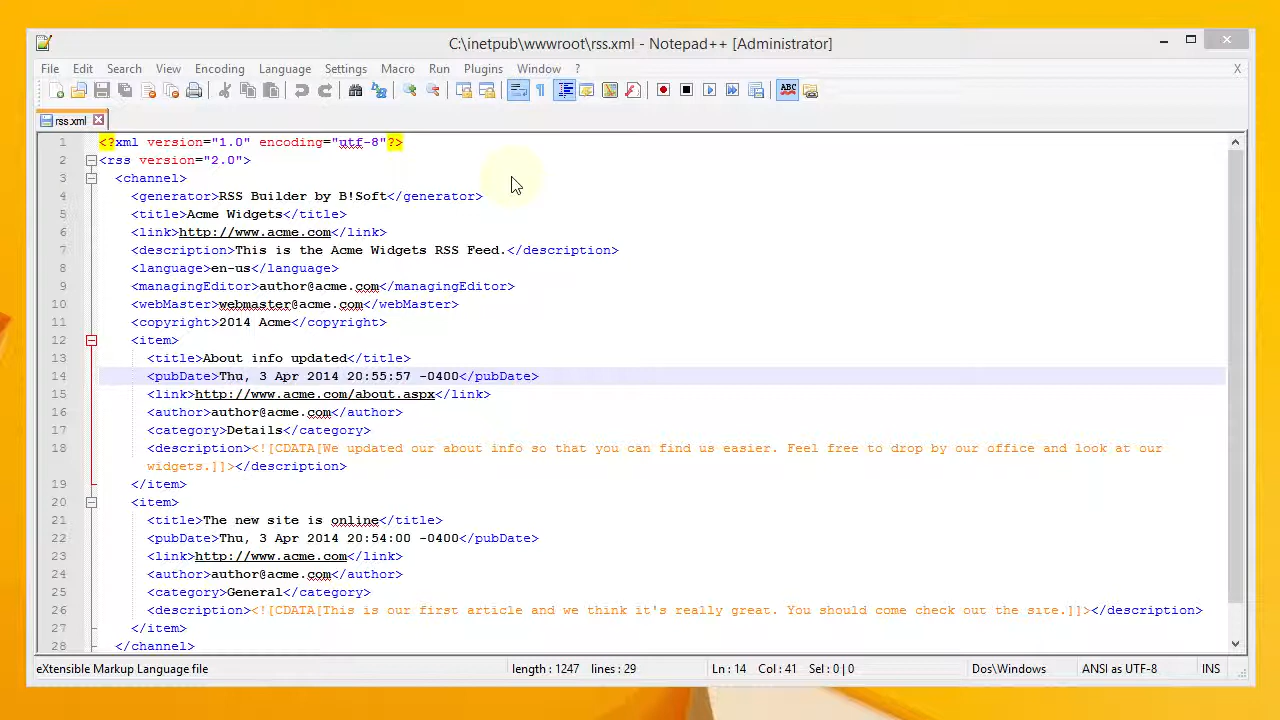 C:\inetpub\wwwroot\rss.xml - Notepad++ [Administrator]
File Edit Search View Encoding Language Settings Macro Run Plugins Window ? X
ABC
rss.xml
1 <?xml version="1.0" encoding="utf-8"?>
2 <rss version="2.0">
3 <channel>
4 <generator>RSS Builder by B!Soft</generator>
5 <title>Acme Widgets</title>
6 <link>http://www.acme.com</link>
7 <description>This is the Acme Widgets RSS Feed.</description>
8 <language>en-us</language>
9 <managingEditor>author@acme.com</managingEditor>
10 <webMaster>webmaster@acme.com</webMaster>
11 <copyright>2014 Acme</copyright>
12 <item>
13 <title>About info updated</title>
14 <pubDate>Thu, 3 Apr 2014 20:55:57 -0400</pubDate>
15 <link>http://www.acme.com/about.aspx</link>
16 <author>author@acme.com</author>
17 <category>Details</category>
18 <description><![CDATA[We updated our about info so that you can find us easier. Feel free to drop by our office and look at our
widgets.]]></description>
19 </item>
20 <item>
21 <title>The new site is online</title>
22 <pubDate>Thu, 3 Apr 2014 20:54:00 -0400</pubDate>
23 <link>http://www.acme.com</link>
24 <author>author@acme.com</author>
25 <category>General</category>
26 <description><![CDATA[This is our first article and we think it's really great. You should come check out the site.]]></description>
27 </item>
28 </channel>
eXtensible Markup Language file length : 1247 lines : 29 Ln : 14 Col : 41 Sel : 0 | 0 Dos\Windows ANSI as UTF-8 INS